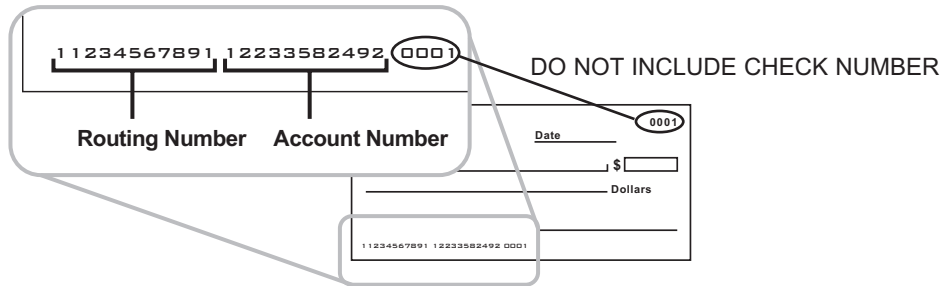 11234567891 12233582492 0001
DO NOT INCLUDE CHECK NUMBER
Routing Number Account Number
0001
Date
$
Dollars
11234567891 12233582492 0001